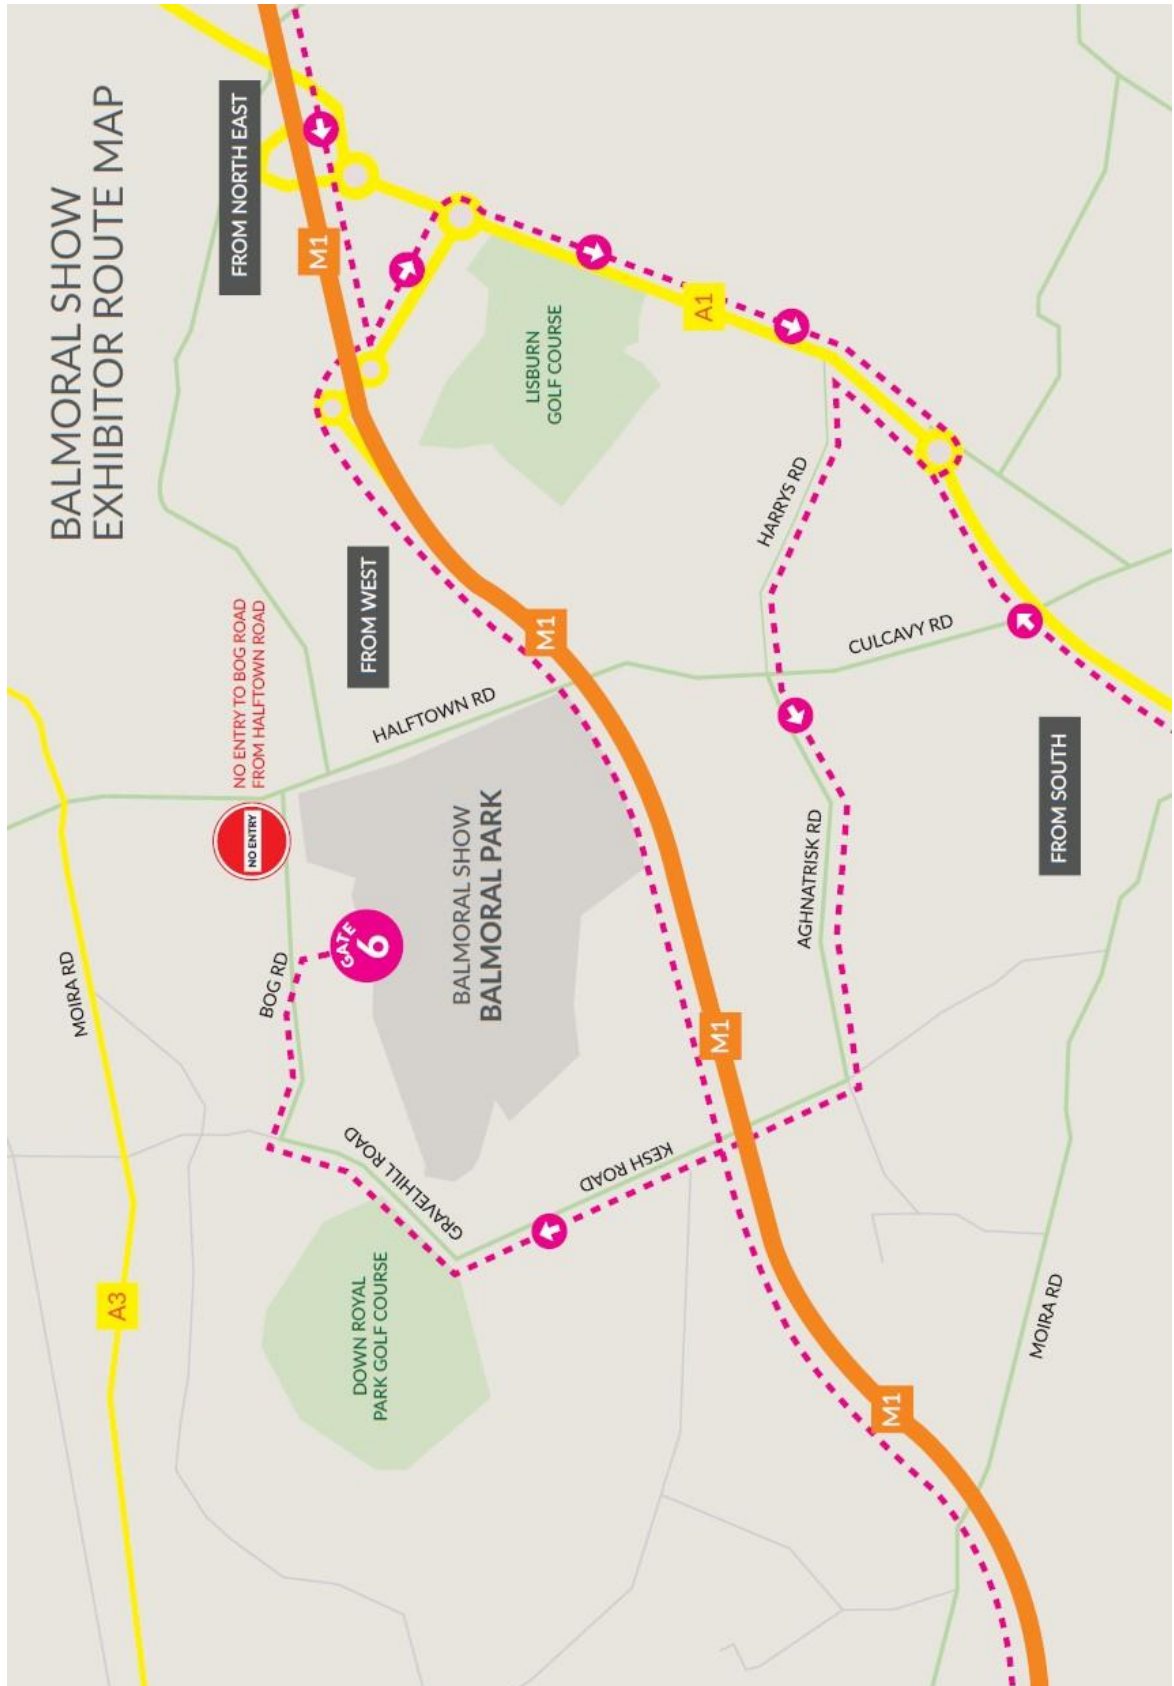 BALMORAL SHOW
EXHIBITOR ROUTE MAP
FROM NORTH EAST
M1
LISBURN
GOLF COURSE
A1
HARRYS RD
FROM WEST
M1
CULCAVY RD
HALFTOWN RD
NO ENTRY TO BOG ROAD
FROM HALFTOWN ROAD
NO ENTRY
FROM SOUTH
BALMORAL SHOW
BALMORAL PARK
AGHNATRISK RD
GATE
6
BOG RD
MOIRA RD
M1
GRAVELHILL ROAD
KESH ROAD
A3
DOWN ROYAL
PARK GOLF COURSE
MOIRA RD
M1